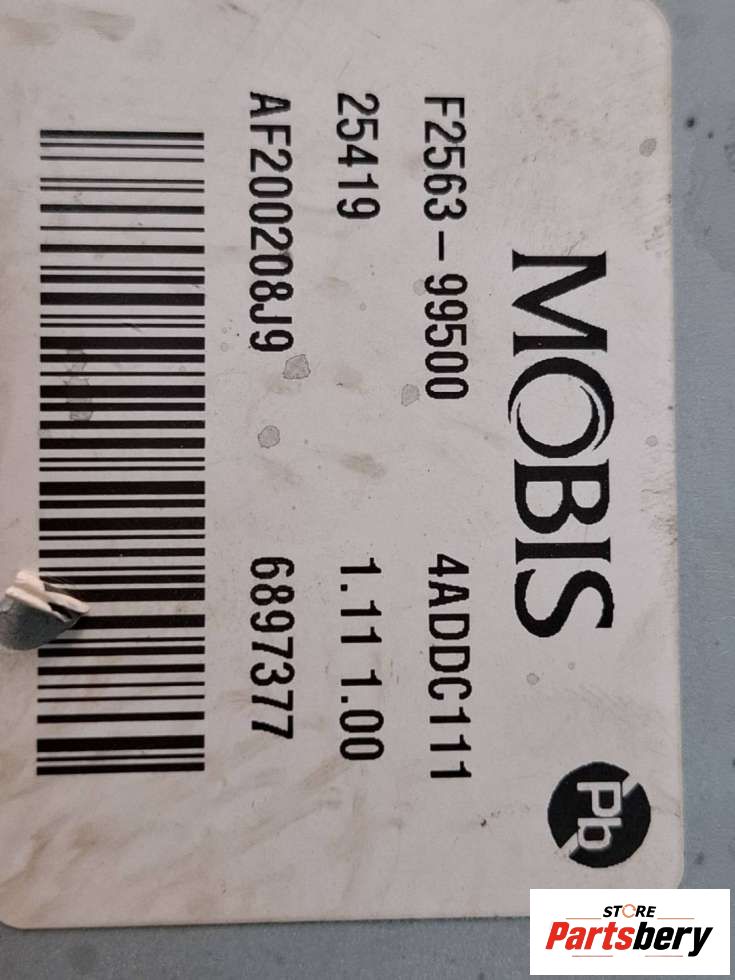 MOBIS
Pb
F2563-99500 4ADDC111
25419 1.11 1.00
AF200208J9 6897377
STORE
Partsbery